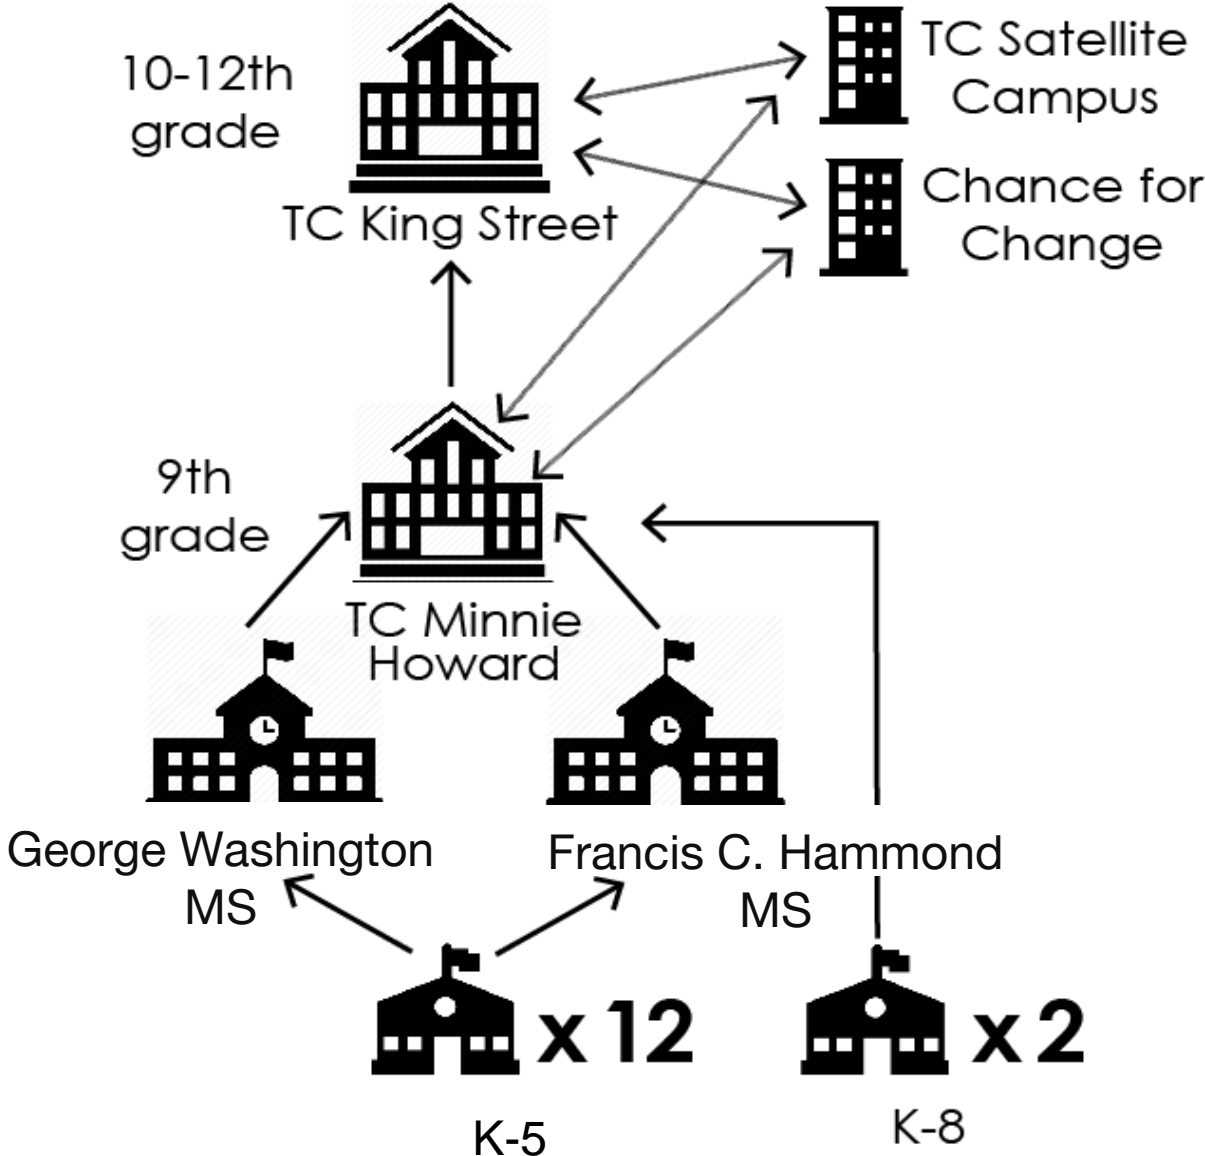 10-12th
grade
TC King Street
TC Satellite
Campus
Chance for
Change
9th
grade
TC Minnie
Howard
George Washington
MS
Francis C. Hammond
MS
x 12
K-5
x 2
K-8